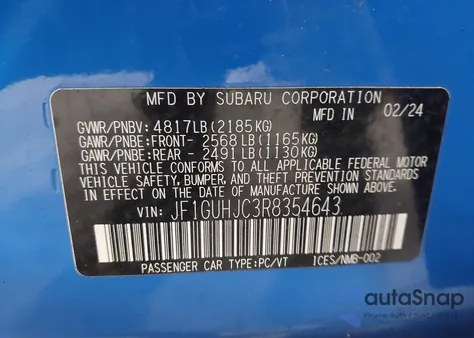 MFD BY SUBARU CORPORATION
MFD IN 02/24
GVWR/PNBV: 4817LB(2185KG)
GAWR/PNBE:FRONT- 2568LB(1165KG)
GAWR/PNBE:REAR - 2491LB(1130KG)
THIS VEHICLE CONFORMS TO ALL APPLICABLE FEDERAL MOTOR
VEHICLE SAFETY, BUMPER, AND THEFT PREVENTION STANDARDS
IN EFFECT ON THE DATE OF MANUFACTURE SHOWN ABOVE.
VIN: JF1GUHJC3R8354643
PASSENGER CAR TYPE:PC/VT ICES/NMB-002
autoSnap